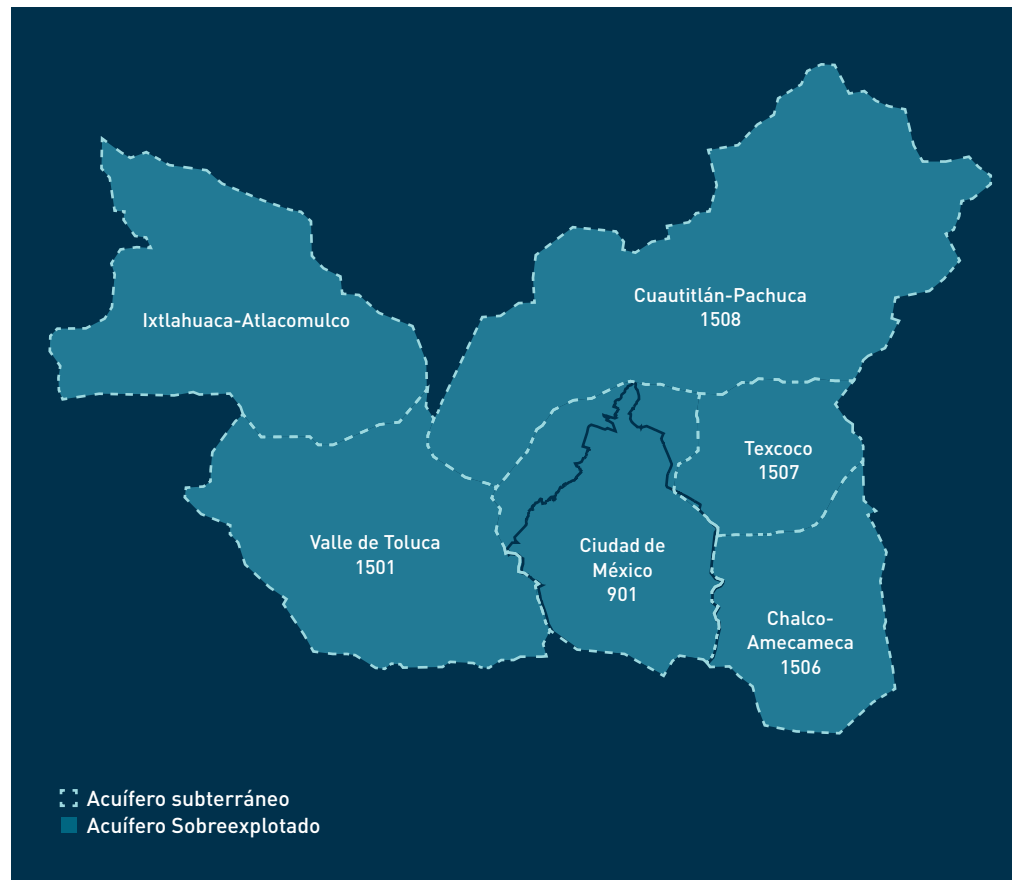 Cuautitlán-Pachuca
1508
Ixtlahuaca-Atlacomulco
Texcoco
1507
Valle de Toluca
1501
Ciudad de
México
901
Chalco-
Amecameca
1506
Acuífero subterráneo
Acuífero Sobreexplotado